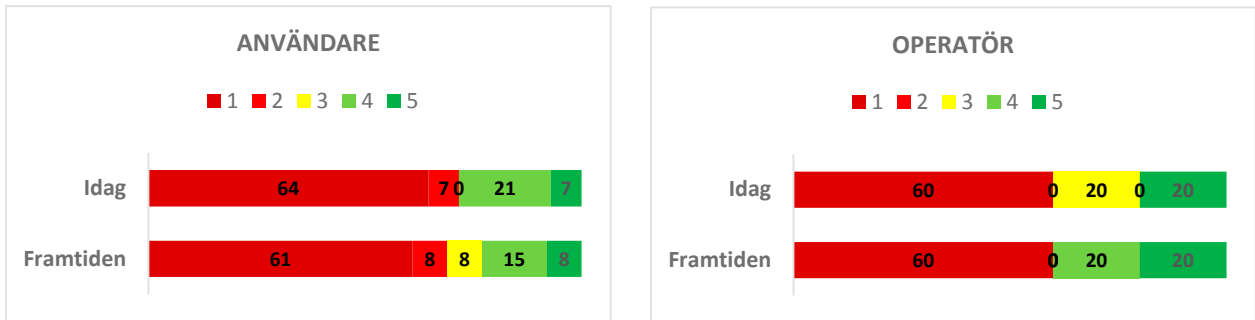 ANVÄNDARE
1 2 3 4 5
Idag 64 7 0 21 7
Framtiden 61 8 8 15 8
OPERATÖR
1 2 3 4 5
Idag 60 0 20 0 20
Framtiden 60 0 20 20